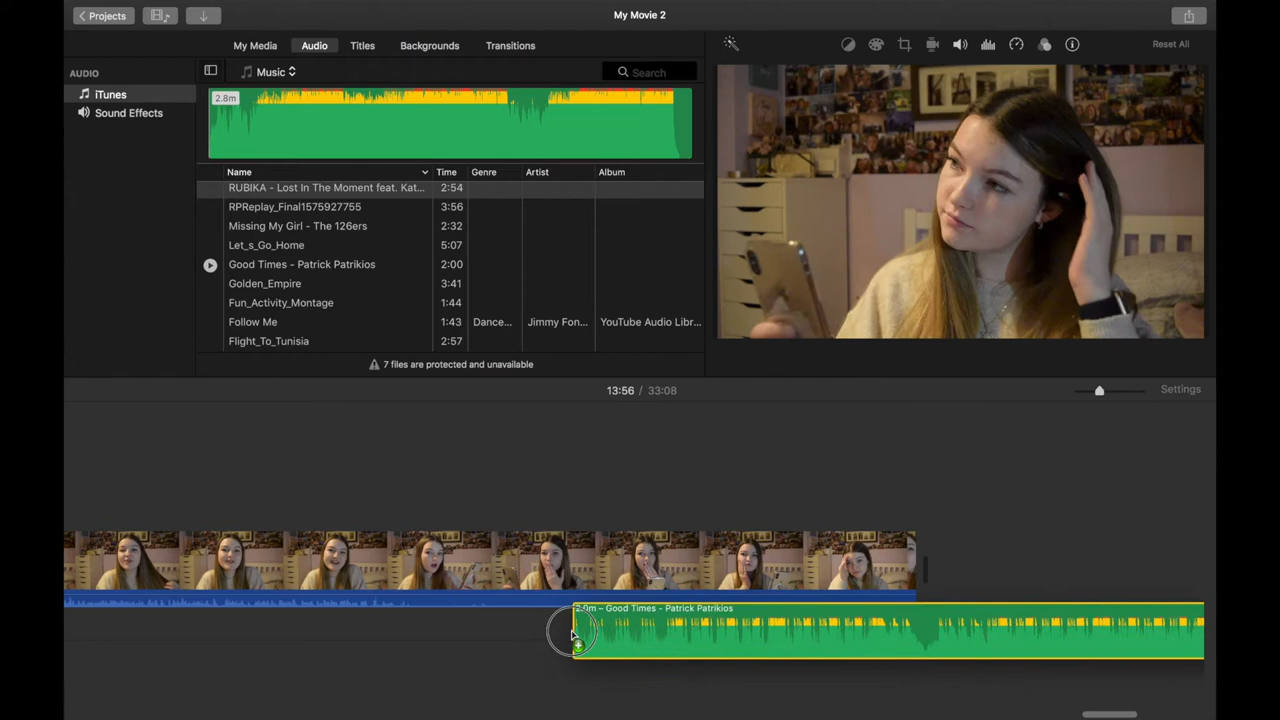 Projects
My Movie 2
My Media
Audio
Titles
Backgrounds
Transitions
Reset All
AUDIO
iTunes
Sound Effects
Music
Search
2.8m
Name
Time
Genre
Artist
Album
RUBIKA - Lost In The Moment feat. Kat... 2:54
RPReplay_Final1575927755 3:56
Missing My Girl - The 126ers 2:32
Let_s_Go_Home 5:07
Good Times - Patrick Patrikios 2:00
Golden_Empire 3:41
Fun_Activity_Montage 1:44
Follow Me 1:43 Dance... Jimmy Fon... YouTube Audio Libr...
Flight_To_Tunisia 2:57
7 files are protected and unavailable
13:56 / 33:08
Settings
2.0m – Good Times - Patrick Patrikios